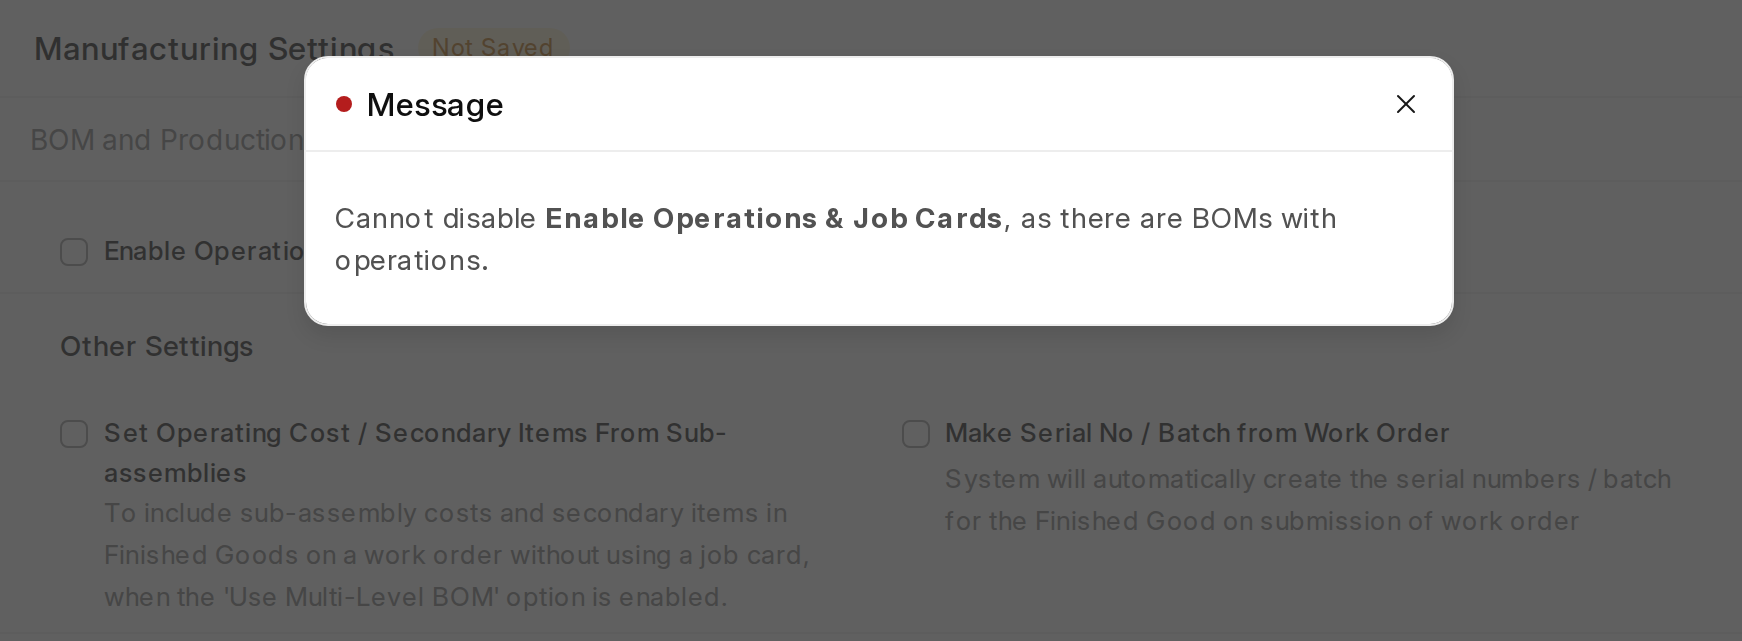 Manufacturing Settings
Not Saved
Message
BOM and Production
Cannot disable Enable Operations & Job Cards, as there are BOMs with
operations.
Enable Operatio
Other Settings
Set Operating Cost / Secondary Items From Sub-
assemblies
To include sub-assembly costs and secondary items in
Finished Goods on a work order without using a job card,
when the 'Use Multi-Level BOM' option is enabled.
Make Serial No / Batch from Work Order
System will automatically create the serial numbers / batch
for the Finished Good on submission of work order